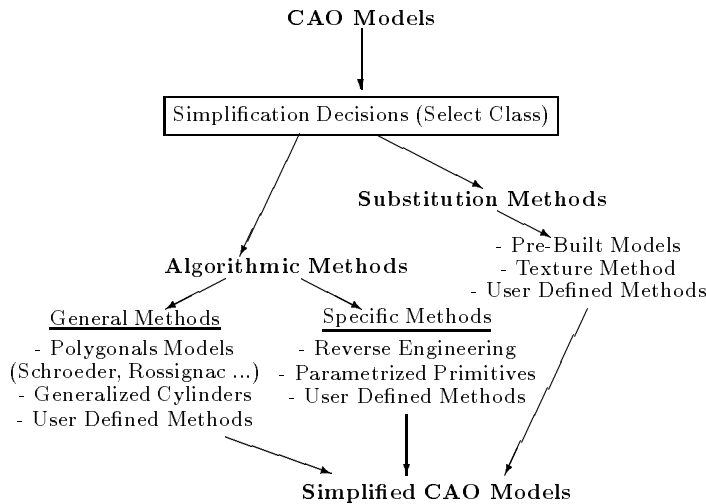 CAO Models
Simplification Decisions (Select Class)
Substitution Methods
- Pre-Built Models
- Texture Method
- User Defined Methods
Algorithmic Methods
General Methods
- Polygonals Models
(Schroeder, Rossignac ...)
- Generalized Cylinders
- User Defined Methods
Specific Methods
- Reverse Engineering
- Parametrized Primitives
- User Defined Methods
Simplified CAO Models